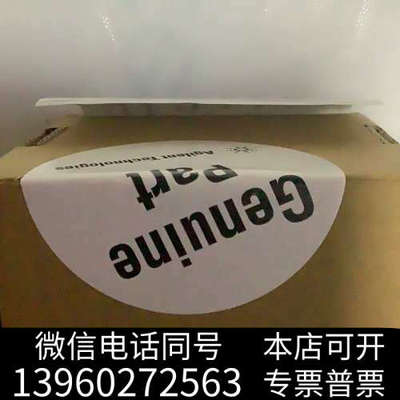 Agilent Technologies
Genuine
Part
微信电话同号
13960272563
本店可开
专票普票